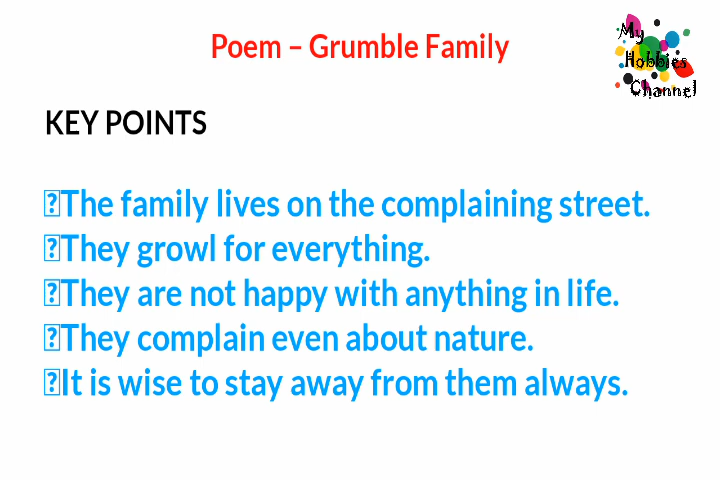 Poem – Grumble Family
My
Hobbies
Channel
KEY POINTS
⍰The family lives on the complaining street.
⍰They growl for everything.
⍰They are not happy with anything in life.
⍰They complain even about nature.
⍰It is wise to stay away from them always.